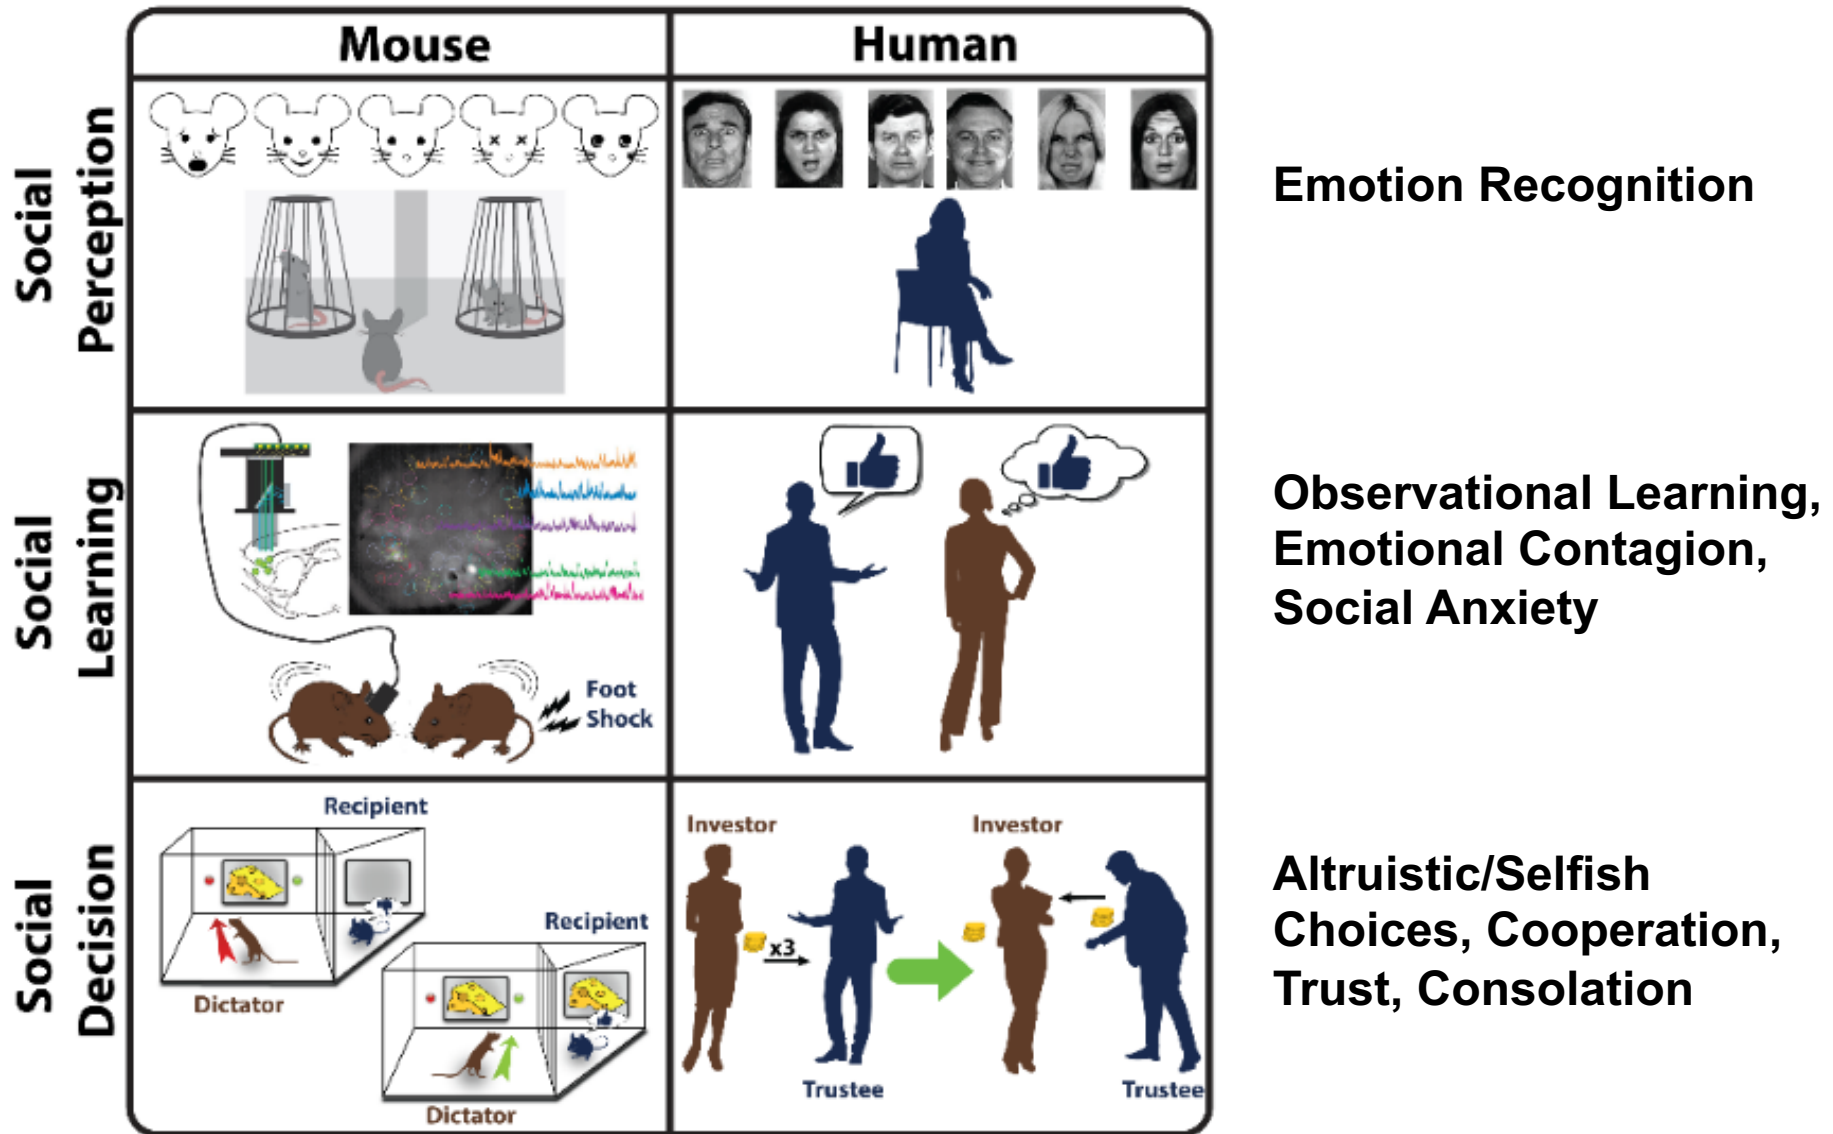 Mouse
Human
Social
Perception
Emotion Recognition
Social
Learning
Foot
Shock
Observational Learning,
Emotional Contagion,
Social Anxiety
Social
Decision
Recipient
Dictator
Recipient
Dictator
Investor
Investor
x3
Trustee
Trustee
Altruistic/Selfish
Choices, Cooperation,
Trust, Consolation